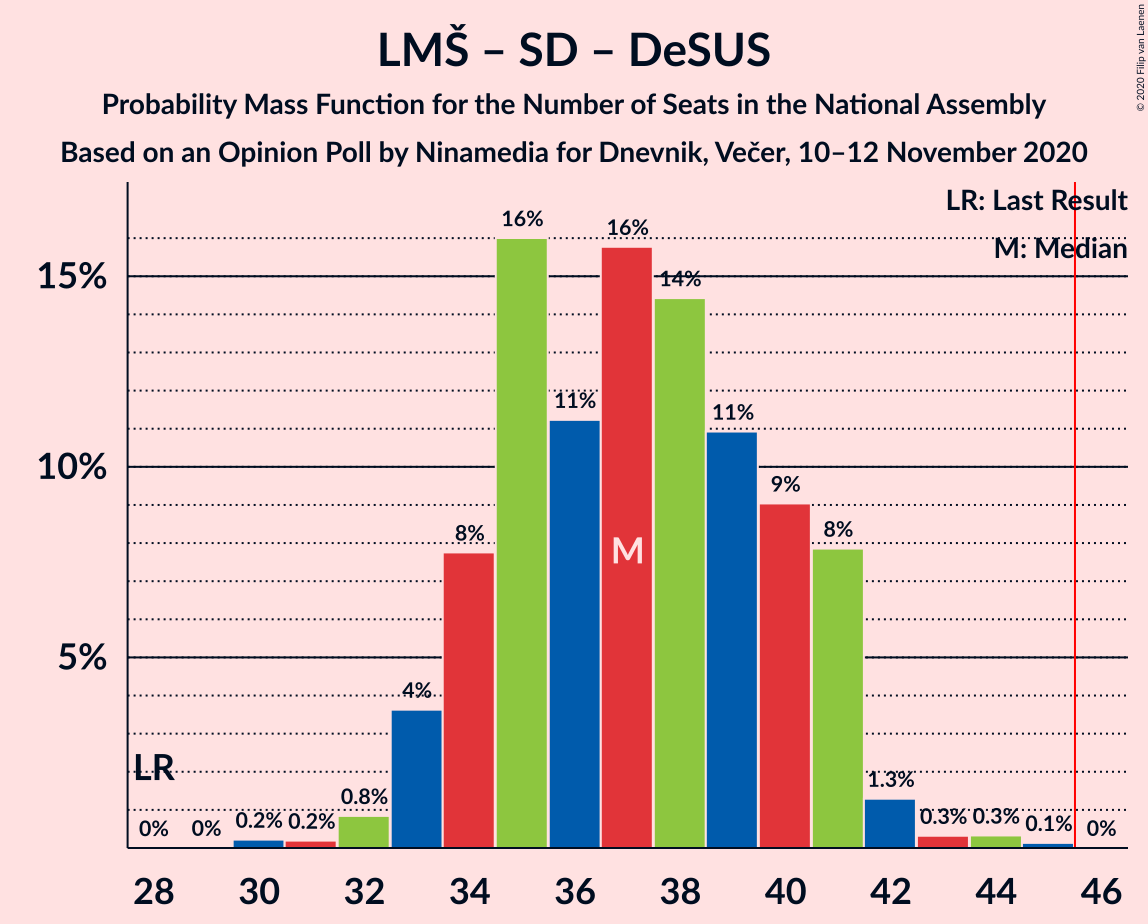 LMŠ – SD – DeSUS
Probability Mass Function for the Number of Seats in the National Assembly
Based on an Opinion Poll by Ninamedia for Dnevnik, Večer, 10–12 November 2020
© 2020 Filip van Laenen
LR: Last Result
M: Median
15%
10%
5%
0%
0%
0.2%
0.2%
0.8%
4%
8%
16%
11%
16%
14%
11%
9%
8%
1.3%
0.3%
0.3%
0.1%
0%
LR
M
28 30 32 34 36 38 40 42 44 46